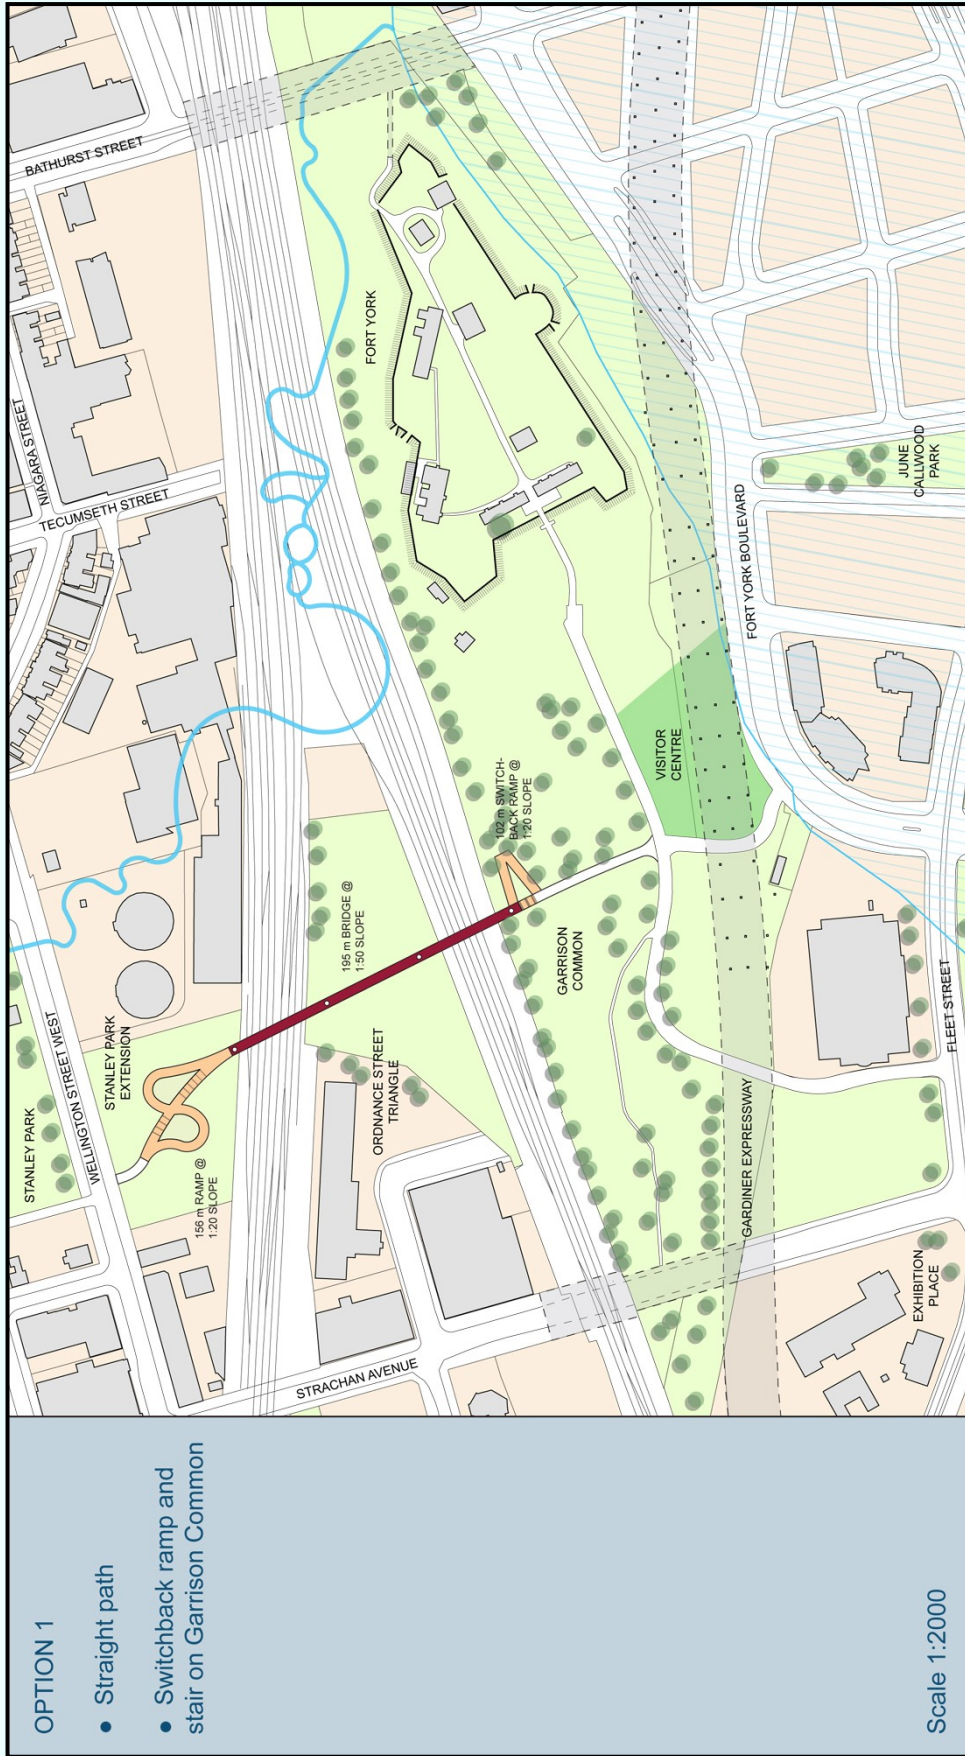 OPTION 1
● Straight path
● Switchback ramp and
stair on Garrison Common
Scale 1:2000
STANLEY PARK
WELLINGTON STREET WEST
STANLEY PARK
EXTENSION
156 m RAMP @
1:20 SLOPE
NIAGARA STREET
TECUMSETH STREET
BATHURST STREET
STRACHAN AVENUE
ORDNANCE STREET
TRIANGLE
195 m BRIDGE @
1:50 SLOPE
102 m SWITCH-
BACK RAMP @
1:20 SLOPE
GARRISON
COMMON
FORT YORK
VISITOR
CENTRE
GARDINER EXPRESSWAY
FORT YORK BOULEVARD
JUNE
CALLWOOD
PARK
FLEET STREET
EXHIBITION
PLACE